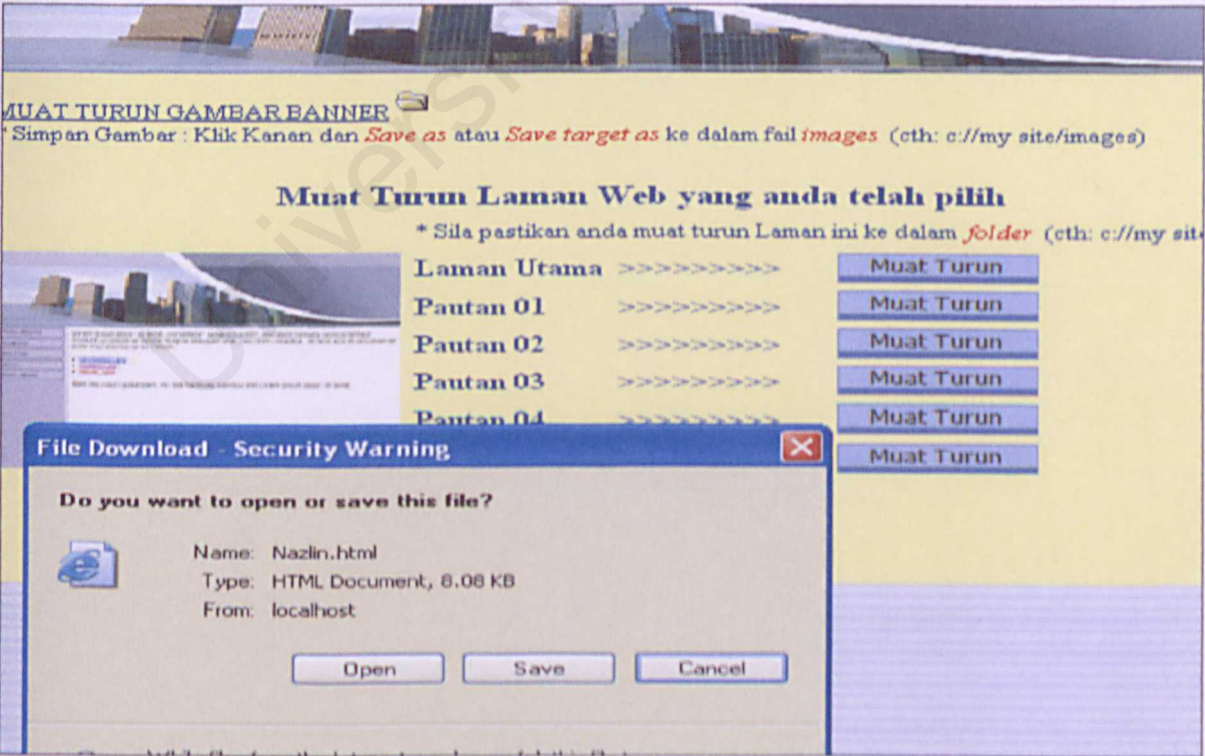 MUAT TURUN GAMBAR BANNER
* Simpan Gambar : Klik Kanan dan Save as atau Save target as ke dalam fail images (cth: c://my site/images)
Muat Turun Laman Web yang anda telah pilih
* Sila pastikan anda muat turun Laman ini ke dalam folder (cth: c://my site
Laman Utama >>>>>>>>> Muat Turun
Pautan 01 >>>>>>>>> Muat Turun
Pautan 02 >>>>>>>>> Muat Turun
Pautan 03 >>>>>>>>> Muat Turun
Pautan 04 >>>>>>>>> Muat Turun
Muat Turun
File Download - Security Warning
Do you want to open or save this file?
Name: Nazlin.html
Type: HTML Document, 8.08 KB
From: localhost
Open Save Cancel